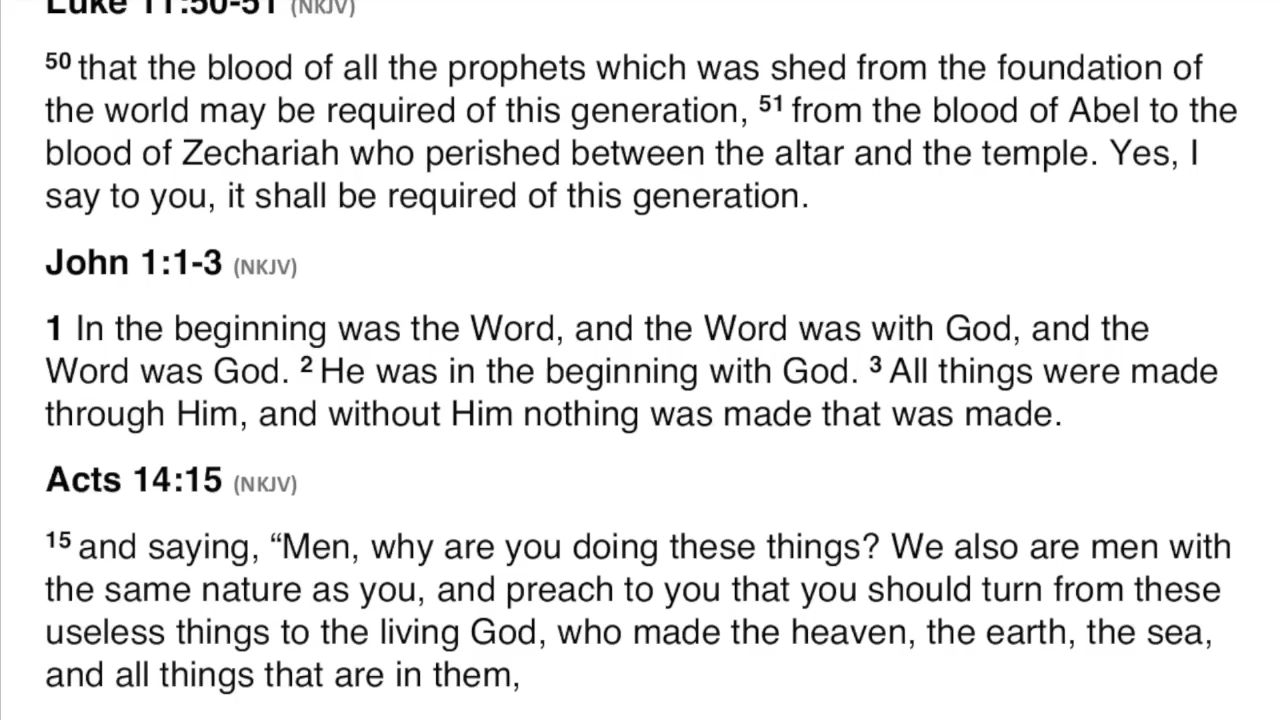 Luke 11:50-51 (NKJV)
50 that the blood of all the prophets which was shed from the foundation of
the world may be required of this generation, 51 from the blood of Abel to the
blood of Zechariah who perished between the altar and the temple. Yes, I
say to you, it shall be required of this generation.
John 1:1-3 (NKJV)
1 In the beginning was the Word, and the Word was with God, and the
Word was God. 2 He was in the beginning with God. 3 All things were made
through Him, and without Him nothing was made that was made.
Acts 14:15 (NKJV)
15 and saying, “Men, why are you doing these things? We also are men with
the same nature as you, and preach to you that you should turn from these
useless things to the living God, who made the heaven, the earth, the sea,
and all things that are in them,